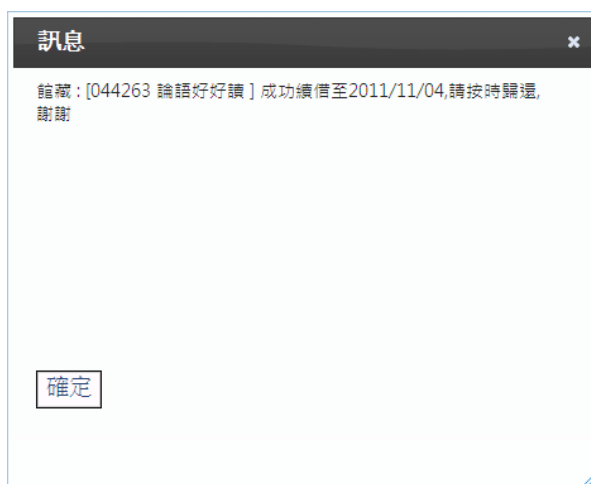 訊息
館藏 : [044263 論語好好讀 ] 成功續借至2011/11/04,請按時歸還,
謝謝
確定